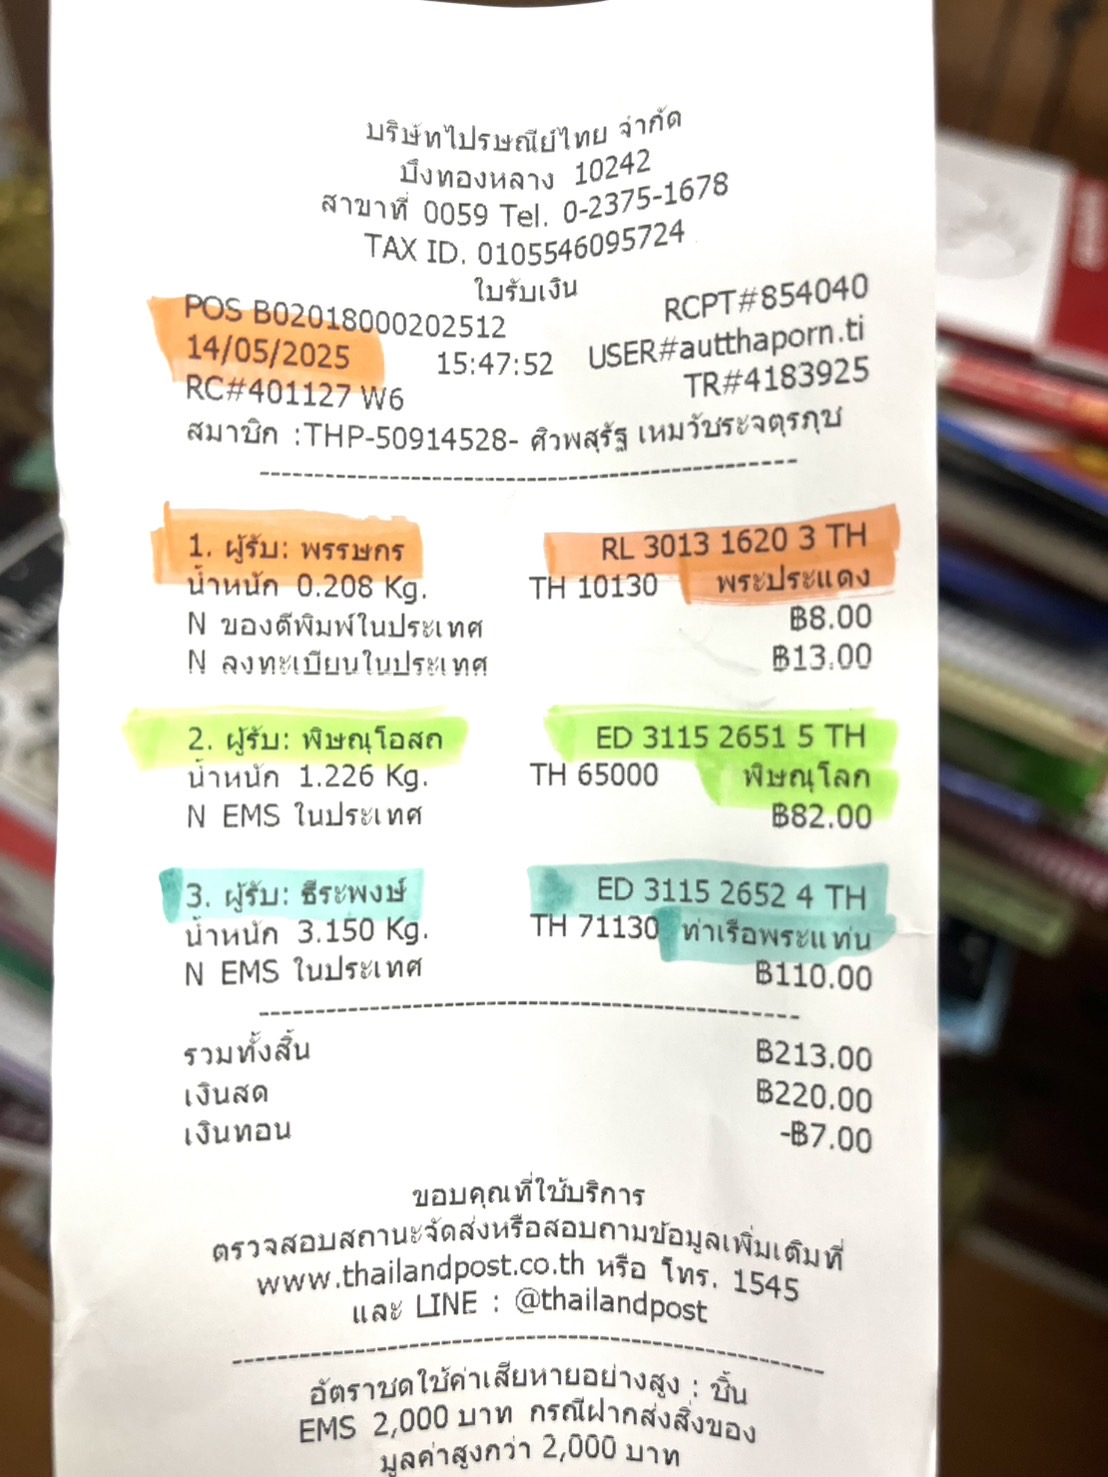 บริษัทไปรษณีย์ไทย จำกัด
บึงทองหลาง 10242
สาขาที่ 0059 Tel. 0-2375-1678
TAX ID. 0105546095724
ใบรับเงิน
POS B02018000202512 RCPT#854040
14/05/2025 15:47:52 USER#autthaporn.ti
RC#401127 W6 TR#4183925
สมาชิก :THP-50914528- ศิวพสุรัฐ เหมวัชระจตุรภุช
1. ผู้รับ: พรรษกร RL 3013 1620 3 TH
น้ำหนัก 0.208 Kg. TH 10130 พระประแดง
N ของตีพิมพ์ในประเทศ ฿8.00
N ลงทะเบียนในประเทศ ฿13.00
2. ผู้รับ: พิษณุโอสถ ED 3115 2651 5 TH
น้ำหนัก 1.226 Kg. TH 65000 พิษณุโลก
N EMS ในประเทศ ฿82.00
3. ผู้รับ: ธีระพงษ์ ED 3115 2652 4 TH
น้ำหนัก 3.150 Kg. TH 71130 ท่าเรือพระแท่น
N EMS ในประเทศ ฿110.00
รวมทั้งสิ้น ฿213.00
เงินสด ฿220.00
เงินทอน -฿7.00
ขอบคุณที่ใช้บริการ
ตรวจสอบสถานะจัดส่งหรือสอบถามข้อมูลเพิ่มเติมที่
www.thailandpost.co.th หรือ โทร. 1545
และ LINE : @thailandpost
อัตราชดใช้ค่าเสียหายอย่างสูง : ชิ้น
EMS 2,000 บาท กรณีฝากส่งสิ่งของ
มูลค่าสูงกว่า 2,000 บาท